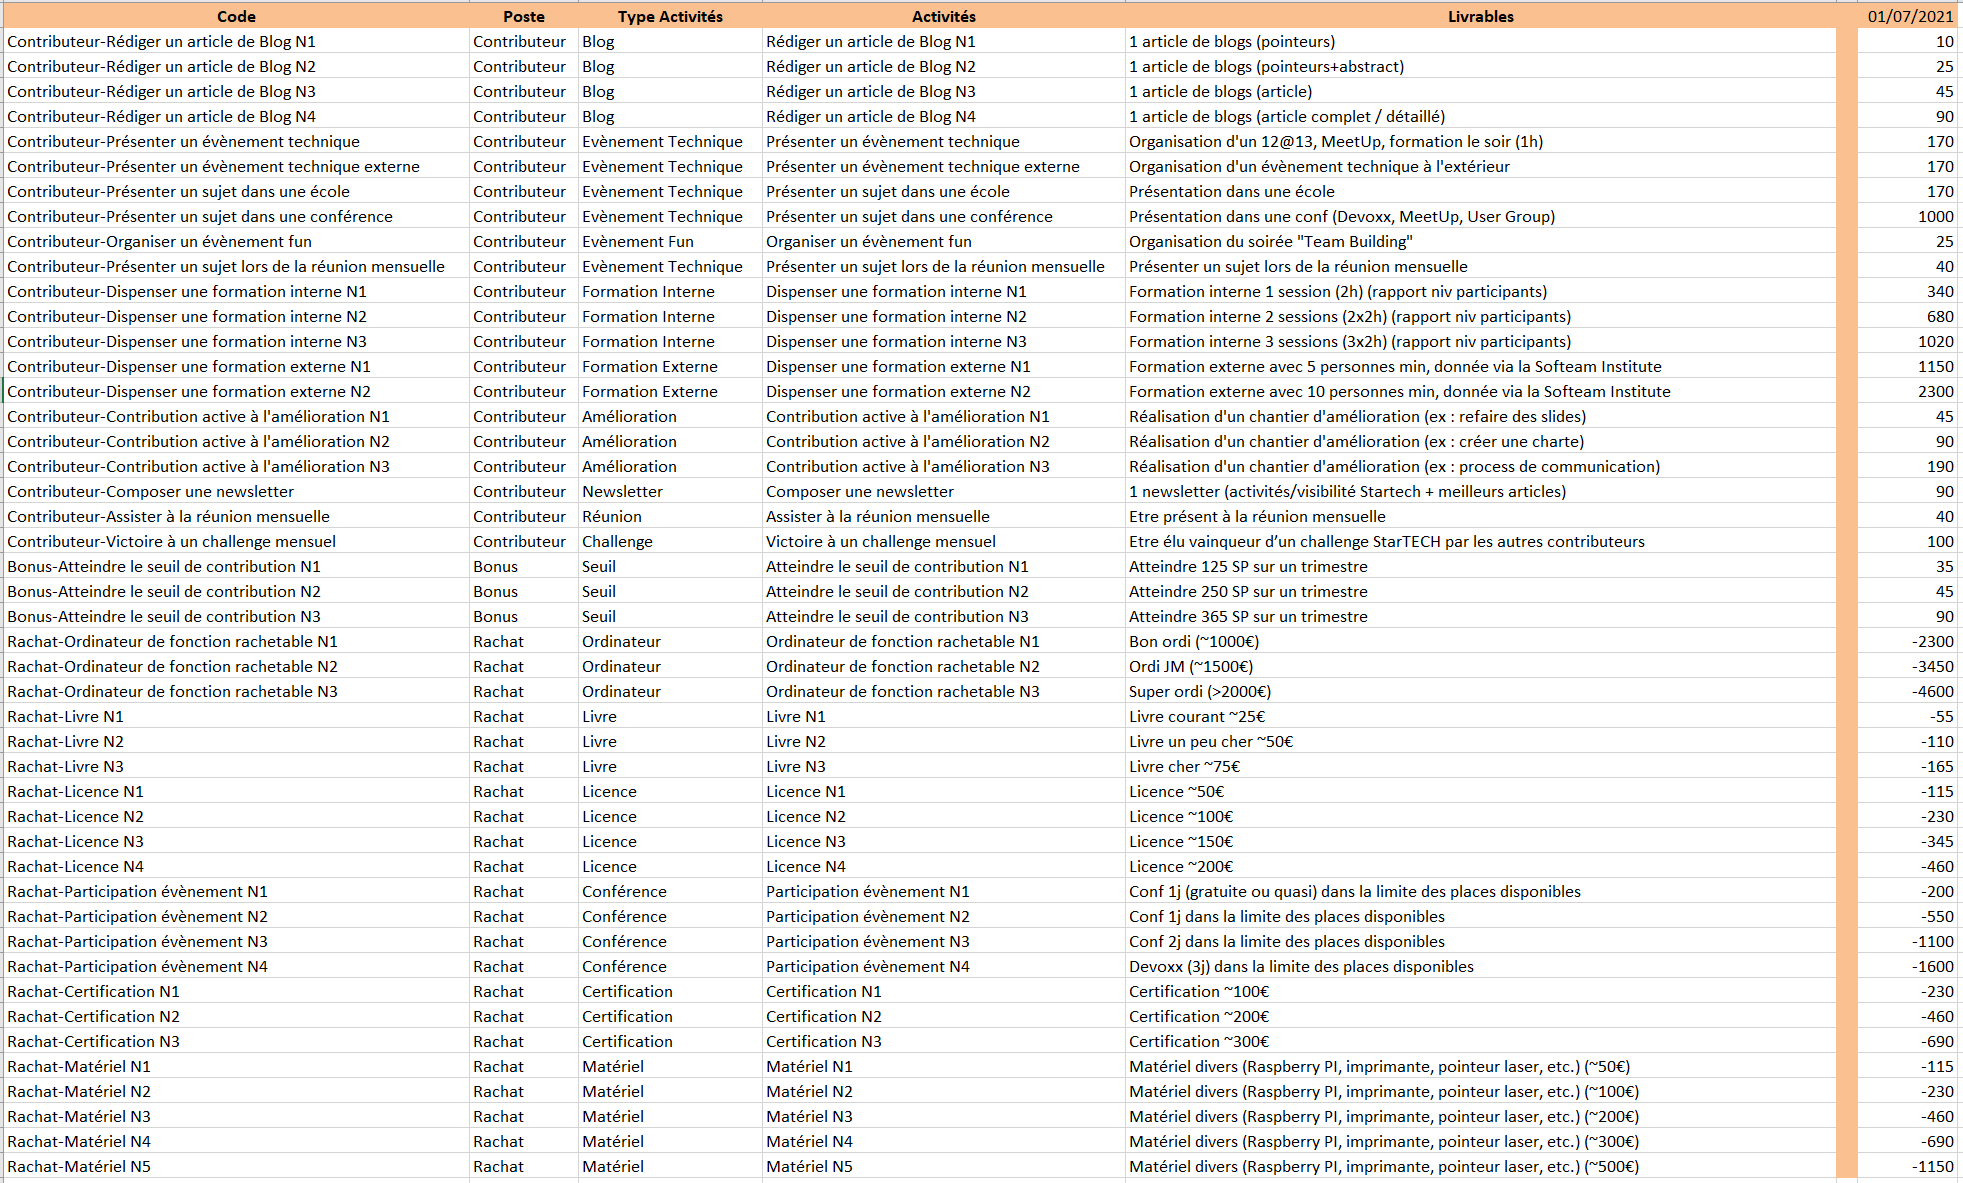 Code Poste Type Activités Activités Livrables 01/07/2021
Contributeur-Rédiger un article de Blog N1 Contributeur Blog Rédiger un article de Blog N1 1 article de blogs (pointeurs) 10
Contributeur-Rédiger un article de Blog N2 Contributeur Blog Rédiger un article de Blog N2 1 article de blogs (pointeurs+abstract) 25
Contributeur-Rédiger un article de Blog N3 Contributeur Blog Rédiger un article de Blog N3 1 article de blogs (article) 45
Contributeur-Rédiger un article de Blog N4 Contributeur Blog Rédiger un article de Blog N4 1 article de blogs (article complet / détaillé) 90
Contributeur-Présenter un évènement technique Contributeur Evènement Technique Présenter un évènement technique Organisation d'un 12@13, MeetUp, formation le soir (1h) 170
Contributeur-Présenter un évènement technique externe Contributeur Evènement Technique Présenter un évènement technique externe Organisation d'un évènement technique à l'extérieur 170
Contributeur-Présenter un sujet dans une école Contributeur Evènement Technique Présenter un sujet dans une école Présentation dans une école 170
Contributeur-Présenter un sujet dans une conférence Contributeur Evènement Technique Présenter un sujet dans une conférence Présentation dans une conf (Devoxx, MeetUp, User Group) 1000
Contributeur-Organiser un évènement fun Contributeur Evènement Fun Organiser un évènement fun Organisation du soirée "Team Building" 25
Contributeur-Présenter un sujet lors de la réunion mensuelle Contributeur Evènement Technique Présenter un sujet lors de la réunion mensuelle Présenter un sujet lors de la réunion mensuelle 40
Contributeur-Dispenser une formation interne N1 Contributeur Formation Interne Dispenser une formation interne N1 Formation interne 1 session (2h) (rapport niv participants) 340
Contributeur-Dispenser une formation interne N2 Contributeur Formation Interne Dispenser une formation interne N2 Formation interne 2 sessions (2x2h) (rapport niv participants) 680
Contributeur-Dispenser une formation interne N3 Contributeur Formation Interne Dispenser une formation interne N3 Formation interne 3 sessions (3x2h) (rapport niv participants) 1020
Contributeur-Dispenser une formation externe N1 Contributeur Formation Externe Dispenser une formation externe N1 Formation externe avec 5 personnes min, donnée via la Softeam Institute 1150
Contributeur-Dispenser une formation externe N2 Contributeur Formation Externe Dispenser une formation externe N2 Formation externe avec 10 personnes min, donnée via la Softeam Institute 2300
Contributeur-Contribution active à l'amélioration N1 Contributeur Amélioration Contribution active à l'amélioration N1 Réalisation d'un chantier d'amélioration (ex : refaire des slides) 45
Contributeur-Contribution active à l'amélioration N2 Contributeur Amélioration Contribution active à l'amélioration N2 Réalisation d'un chantier d'amélioration (ex : créer une charte) 90
Contributeur-Contribution active à l'amélioration N3 Contributeur Amélioration Contribution active à l'amélioration N3 Réalisation d'un chantier d'amélioration (ex : process de communication) 190
Contributeur-Composer une newsletter Contributeur Newsletter Composer une newsletter 1 newsletter (activités/visibilité Startech + meilleurs articles) 90
Contributeur-Assister à la réunion mensuelle Contributeur Réunion Assister à la réunion mensuelle Etre présent à la réunion mensuelle 40
Contributeur-Victoire à un challenge mensuel Contributeur Challenge Victoire à un challenge mensuel Etre élu vainqueur d’un challenge StarTECH par les autres contributeurs 100
Bonus-Atteindre le seuil de contribution N1 Bonus Seuil Atteindre le seuil de contribution N1 Atteindre 125 SP sur un trimestre 35
Bonus-Atteindre le seuil de contribution N2 Bonus Seuil Atteindre le seuil de contribution N2 Atteindre 250 SP sur un trimestre 45
Bonus-Atteindre le seuil de contribution N3 Bonus Seuil Atteindre le seuil de contribution N3 Atteindre 365 SP sur un trimestre 90
Rachat-Ordinateur de fonction rachetable N1 Rachat Ordinateur Ordinateur de fonction rachetable N1 Bon ordi (~1000€) -2300
Rachat-Ordinateur de fonction rachetable N2 Rachat Ordinateur Ordinateur de fonction rachetable N2 Ordi JM (~1500€) -3450
Rachat-Ordinateur de fonction rachetable N3 Rachat Ordinateur Ordinateur de fonction rachetable N3 Super ordi (>2000€) -4600
Rachat-Livre N1 Rachat Livre Livre N1 Livre courant ~25€ -55
Rachat-Livre N2 Rachat Livre Livre N2 Livre un peu cher ~50€ -110
Rachat-Livre N3 Rachat Livre Livre N3 Livre cher ~75€ -165
Rachat-Licence N1 Rachat Licence Licence N1 Licence ~50€ -115
Rachat-Licence N2 Rachat Licence Licence N2 Licence ~100€ -230
Rachat-Licence N3 Rachat Licence Licence N3 Licence ~150€ -345
Rachat-Licence N4 Rachat Licence Licence N4 Licence ~200€ -460
Rachat-Participation évènement N1 Rachat Conférence Participation évènement N1 Conf 1j (gratuite ou quasi) dans la limite des places disponibles -200
Rachat-Participation évènement N2 Rachat Conférence Participation évènement N2 Conf 1j dans la limite des places disponibles -550
Rachat-Participation évènement N3 Rachat Conférence Participation évènement N3 Conf 2j dans la limite des places disponibles -1100
Rachat-Participation évènement N4 Rachat Conférence Participation évènement N4 Devoxx (3j) dans la limite des places disponibles -1600
Rachat-Certification N1 Rachat Certification Certification N1 Certification ~100€ -230
Rachat-Certification N2 Rachat Certification Certification N2 Certification ~200€ -460
Rachat-Certification N3 Rachat Certification Certification N3 Certification ~300€ -690
Rachat-Matériel N1 Rachat Matériel Matériel N1 Matériel divers (Raspberry PI, imprimante, pointeur laser, etc.) (~50€) -115
Rachat-Matériel N2 Rachat Matériel Matériel N2 Matériel divers (Raspberry PI, imprimante, pointeur laser, etc.) (~100€) -230
Rachat-Matériel N3 Rachat Matériel Matériel N3 Matériel divers (Raspberry PI, imprimante, pointeur laser, etc.) (~200€) -460
Rachat-Matériel N4 Rachat Matériel Matériel N4 Matériel divers (Raspberry PI, imprimante, pointeur laser, etc.) (~300€) -690
Rachat-Matériel N5 Rachat Matériel Matériel N5 Matériel divers (Raspberry PI, imprimante, pointeur laser, etc.) (~500€) -1150